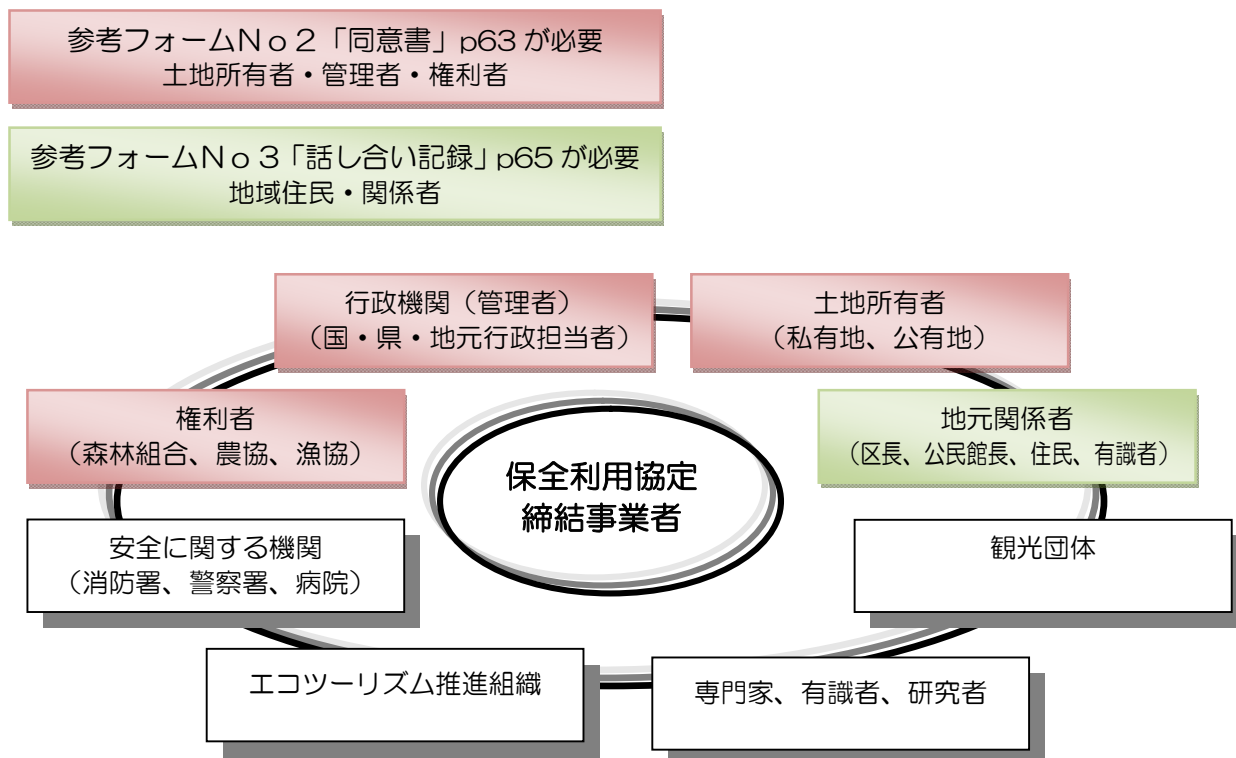 参考フォームNo2「同意書」p63が必要
土地所有者・管理者・権利者
参考フォームNo3「話し合い記録」p65が必要
地域住民・関係者
行政機関（管理者）
（国・県・地元行政担当者）
土地所有者
（私有地、公有地）
権利者
（森林組合、農協、漁協）
地元関係者
（区長、公民館長、住民、有識者）
保全利用協定
締結事業者
安全に関する機関
（消防署、警察署、病院）
観光団体
エコツーリズム推進組織
専門家、有識者、研究者